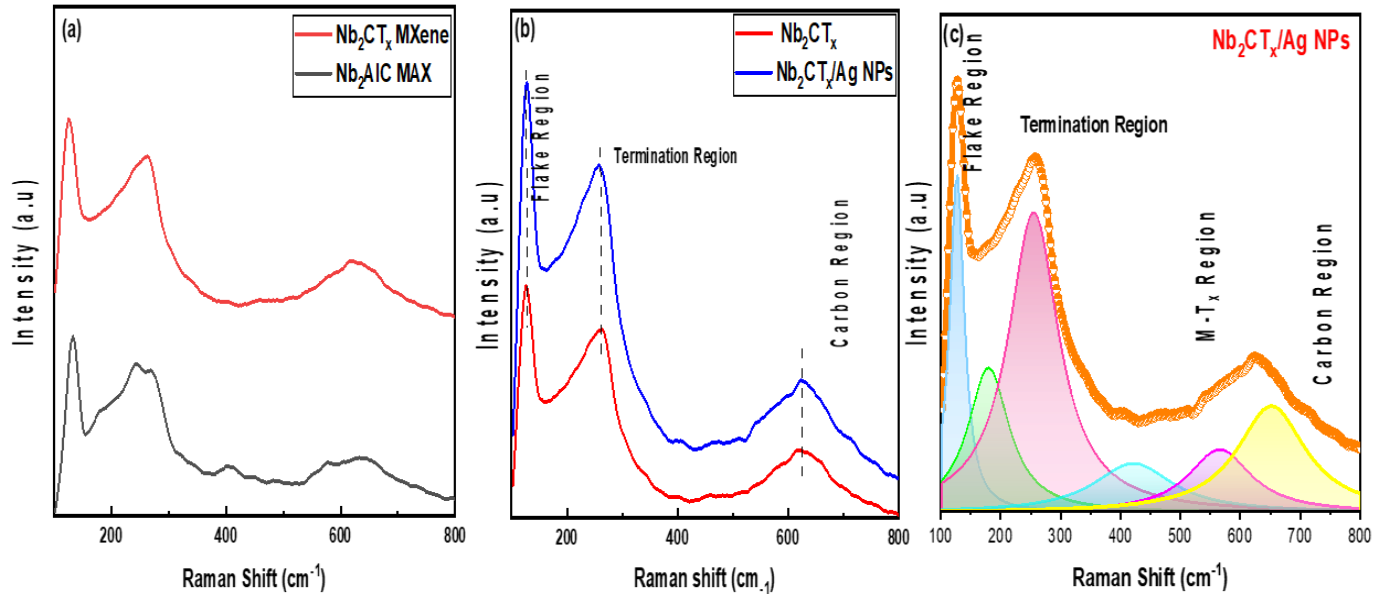 (a)
Nb₂CTₓ MXene
Nb₂AlC MAX
Intensity (a.u)
200
400
600
800
Raman Shift (cm⁻¹)
(b)
Nb₂CTₓ
Nb₂CTₓ/Ag NPs
Flake Region
Termination Region
Carbon Region
Intensity (a.u)
200
400
600
800
Raman shift (cm₋₁)
(c)
Nb₂CTₓ/Ag NPs
Flake Region
Termination Region
M -Tₓ Region
Carbon Region
Intensity (a.u)
100
200
300
400
500
600
700
800
Raman Shift (cm⁻¹)